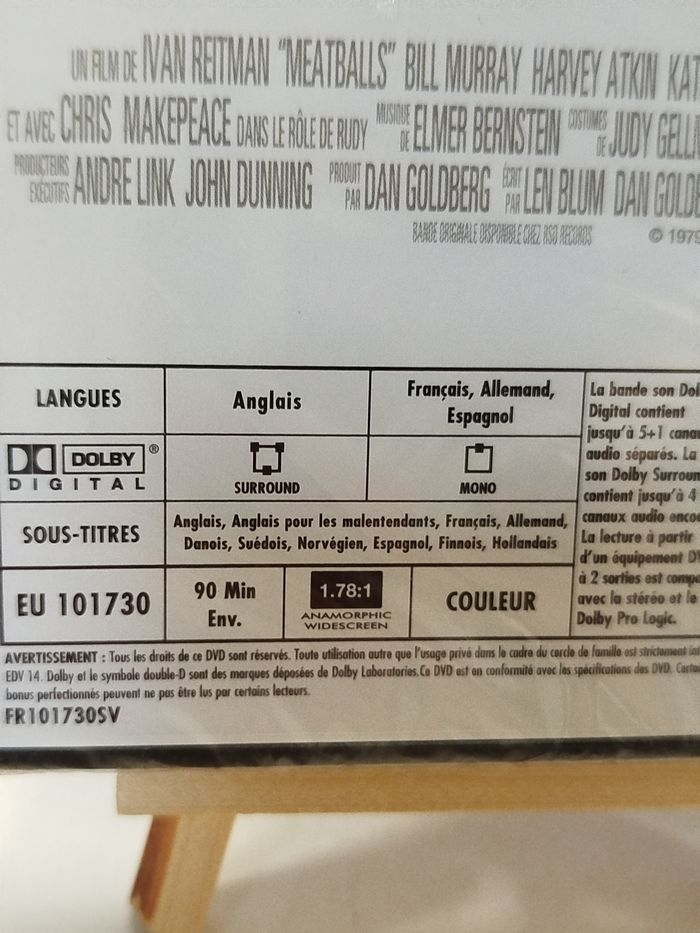 UN FILM DE IVAN REITMAN "MEATBALLS" BILL MURRAY HARVEY ATKIN
ET AVEC CHRIS MAKEPEACE DANS LE RÔLE DE RUDY MUSIQUE DE ELMER BERNSTEIN COSTUMES DE JUDY
PRODUCTEURS EXÉCUTIFS ANDRE LINK JOHN DUNNING PRODUIT PAR DAN GOLDBERG ÉCRIT PAR LEN BLUM DAN
BANDE ORIGINALE DISPONIBLE CHEZ RSO RECORDS © 1979
LANGUES
Anglais
Français, Allemand,
Espagnol
DOLBY®
DIGITAL
SURROUND
MONO
SOUS-TITRES
Anglais, Anglais pour les malentendants, Français, Allemand,
Danois, Suédois, Norvégien, Espagnol, Finnois, Hollandais
EU 101730
90 Min
Env.
1.78:1
ANAMORPHIC
WIDESCREEN
COULEUR
La bande son
Digital contient
jusqu'à 5+1
audio séparés. La
son Dolby
contient jusqu'à 4
canaux audio
La lecture à partir
d'un équipement
à 2 sorties est
avec la stéréo et le
Dolby Pro Logic.
AVERTISSEMENT : Tous les droits de ce DVD sont réservés. Toute utilisation autre que l'usage privé dans le cadre du cercle de famille est strictement
EDV 14. Dolby et le symbole double-D sont des marques déposées de Dolby Laboratories.Ce DVD est en conformité avec les spécifications des DVD.
bonus perfectionnés peuvent ne pas être lus par certains lecteurs.
FR101730SV